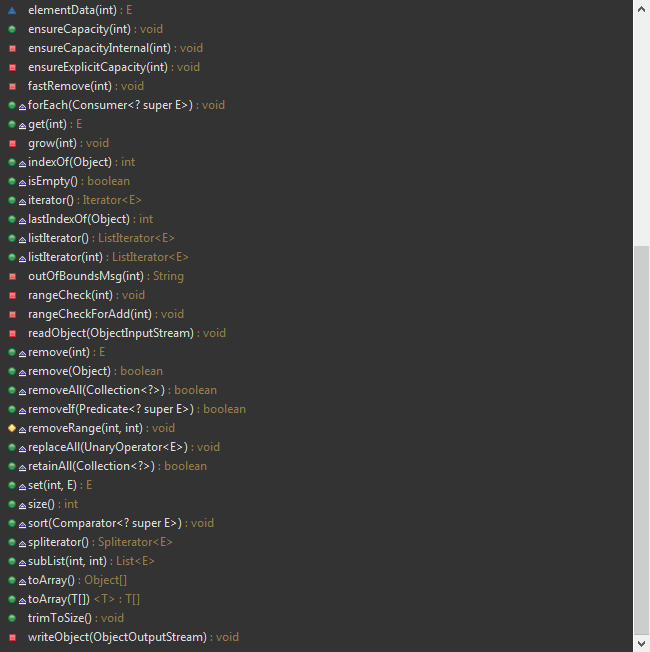 elementData(int) : E
ensureCapacity(int) : void
ensureCapacityInternal(int) : void
ensureExplicitCapacity(int) : void
fastRemove(int) : void
forEach(Consumer<? super E>) : void
get(int) : E
grow(int) : void
indexOf(Object) : int
isEmpty() : boolean
iterator() : Iterator<E>
lastIndexOf(Object) : int
listIterator() : ListIterator<E>
listIterator(int) : ListIterator<E>
outOfBoundsMsg(int) : String
rangeCheck(int) : void
rangeCheckForAdd(int) : void
readObject(ObjectInputStream) : void
remove(int) : E
remove(Object) : boolean
removeAll(Collection<?>) : boolean
removeIf(Predicate<? super E>) : boolean
removeRange(int, int) : void
replaceAll(UnaryOperator<E>) : void
retainAll(Collection<?>) : boolean
set(int, E) : E
size() : int
sort(Comparator<? super E>) : void
spliterator() : Spliterator<E>
subList(int, int) : List<E>
toArray() : Object[]
toArray(T[]) <T> : T[]
trimToSize() : void
writeObject(ObjectOutputStream) : void